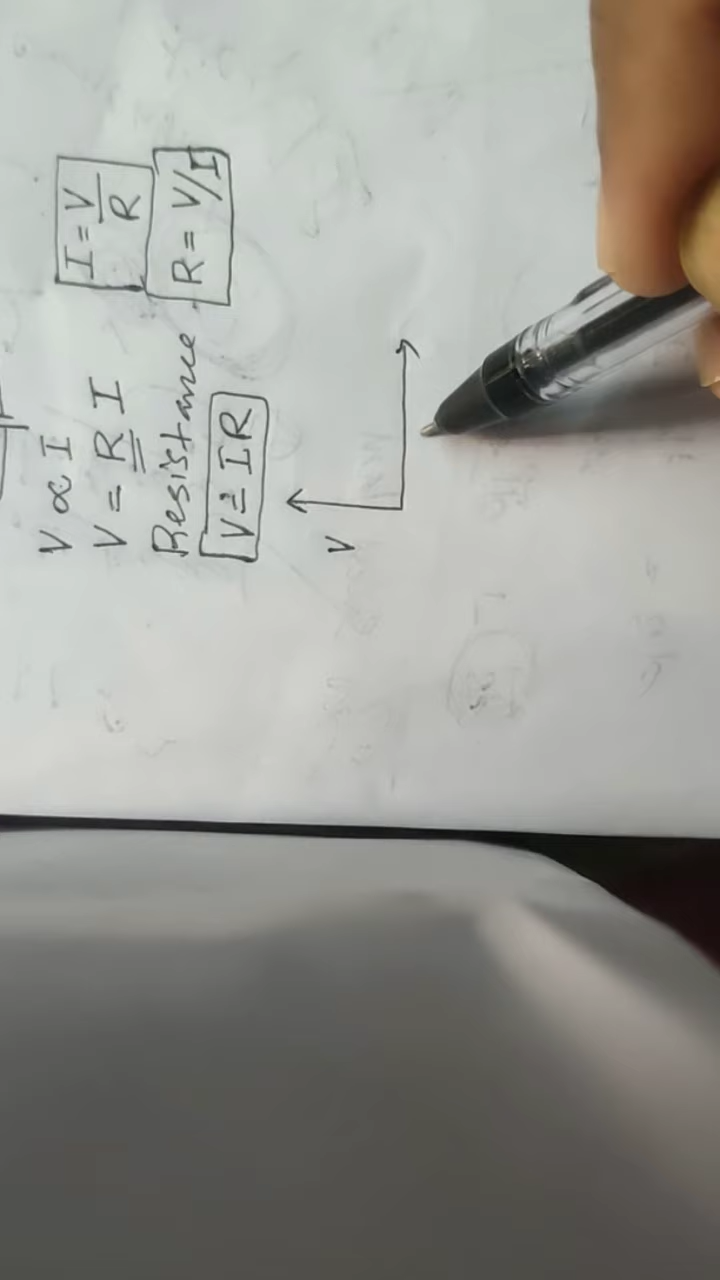 V ∝ I
V = R I
I = V/R
Resistance
R = V/I
V = IR
V